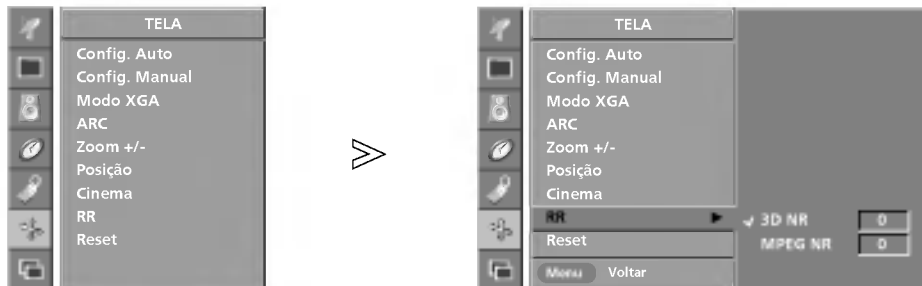 TELA
Config. Auto
Config. Manual
Modo XGA
ARC
Zoom +/-
Posição
Cinema
RR
Reset
TELA
Config. Auto
Config. Manual
Modo XGA
ARC
Zoom +/-
Posição
Cinema
RR
3D NR 0
MPEG NR 0
Reset
Menu Voltar